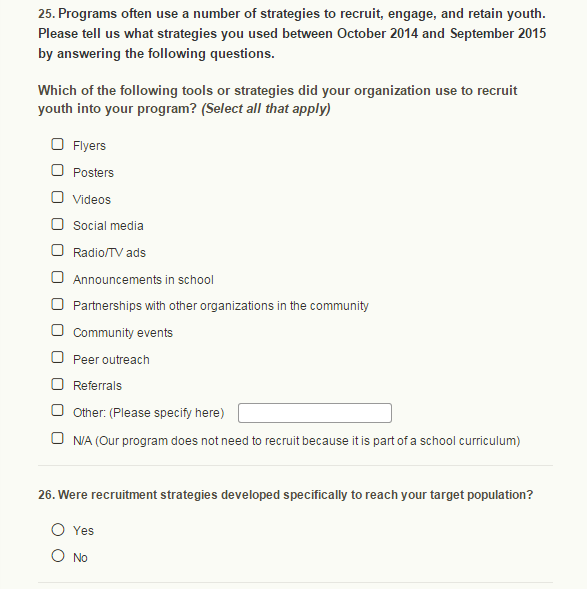 25. Programs often use a number of strategies to recruit, engage, and retain youth.
Please tell us what strategies you used between October 2014 and September 2015
by answering the following questions.
Which of the following tools or strategies did your organization use to recruit
youth into your program? (Select all that apply)
Flyers
Posters
Videos
Social media
Radio/TV ads
Announcements in school
Partnerships with other organizations in the community
Community events
Peer outreach
Referrals
Other: (Please specify here)
N/A (Our program does not need to recruit because it is part of a school curriculum)
26. Were recruitment strategies developed specifically to reach your target population?
Yes
No